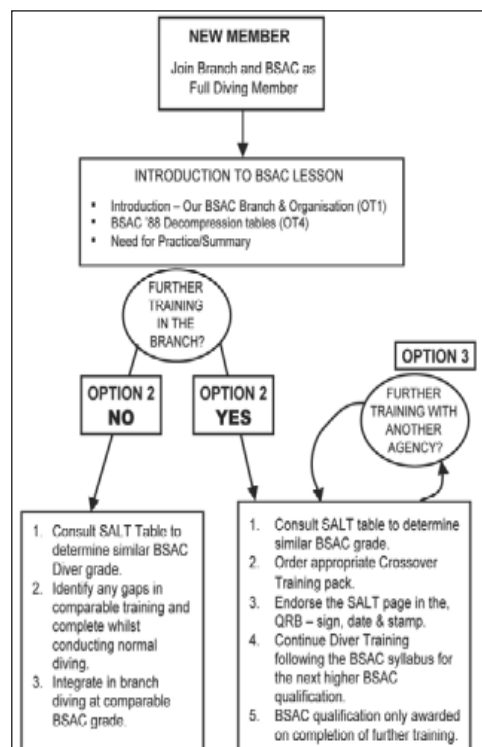 NEW MEMBER
Join Branch and BSAC as
Full Diving Member
INTRODUCTION TO BSAC LESSON
▪ Introduction – Our BSAC Branch & Organisation (OT1)
▪ BSAC '88 Decompression tables (OT4)
▪ Need for Practice/Summary
FURTHER
TRAINING
IN THE
BRANCH?
OPTION 2
NO
OPTION 2
YES
OPTION 3
FURTHER
TRAINING WITH
ANOTHER
AGENCY?
1. Consult SALT Table to
determine similar BSAC
Diver grade.
2. Identify any gaps in
comparable training and
complete whilst
conducting normal
diving.
3. Integrate in branch
diving at comparable
BSAC grade.
1. Consult SALT table to determine
similar BSAC grade.
2. Order appropriate Crossover
Training pack.
3. Endorse the SALT page in the,
QRB – sign, date & stamp.
4. Continue Diver Training
following the BSAC syllabus for
the next higher BSAC
qualification.
5. BSAC qualification only awarded
on completion of further training.